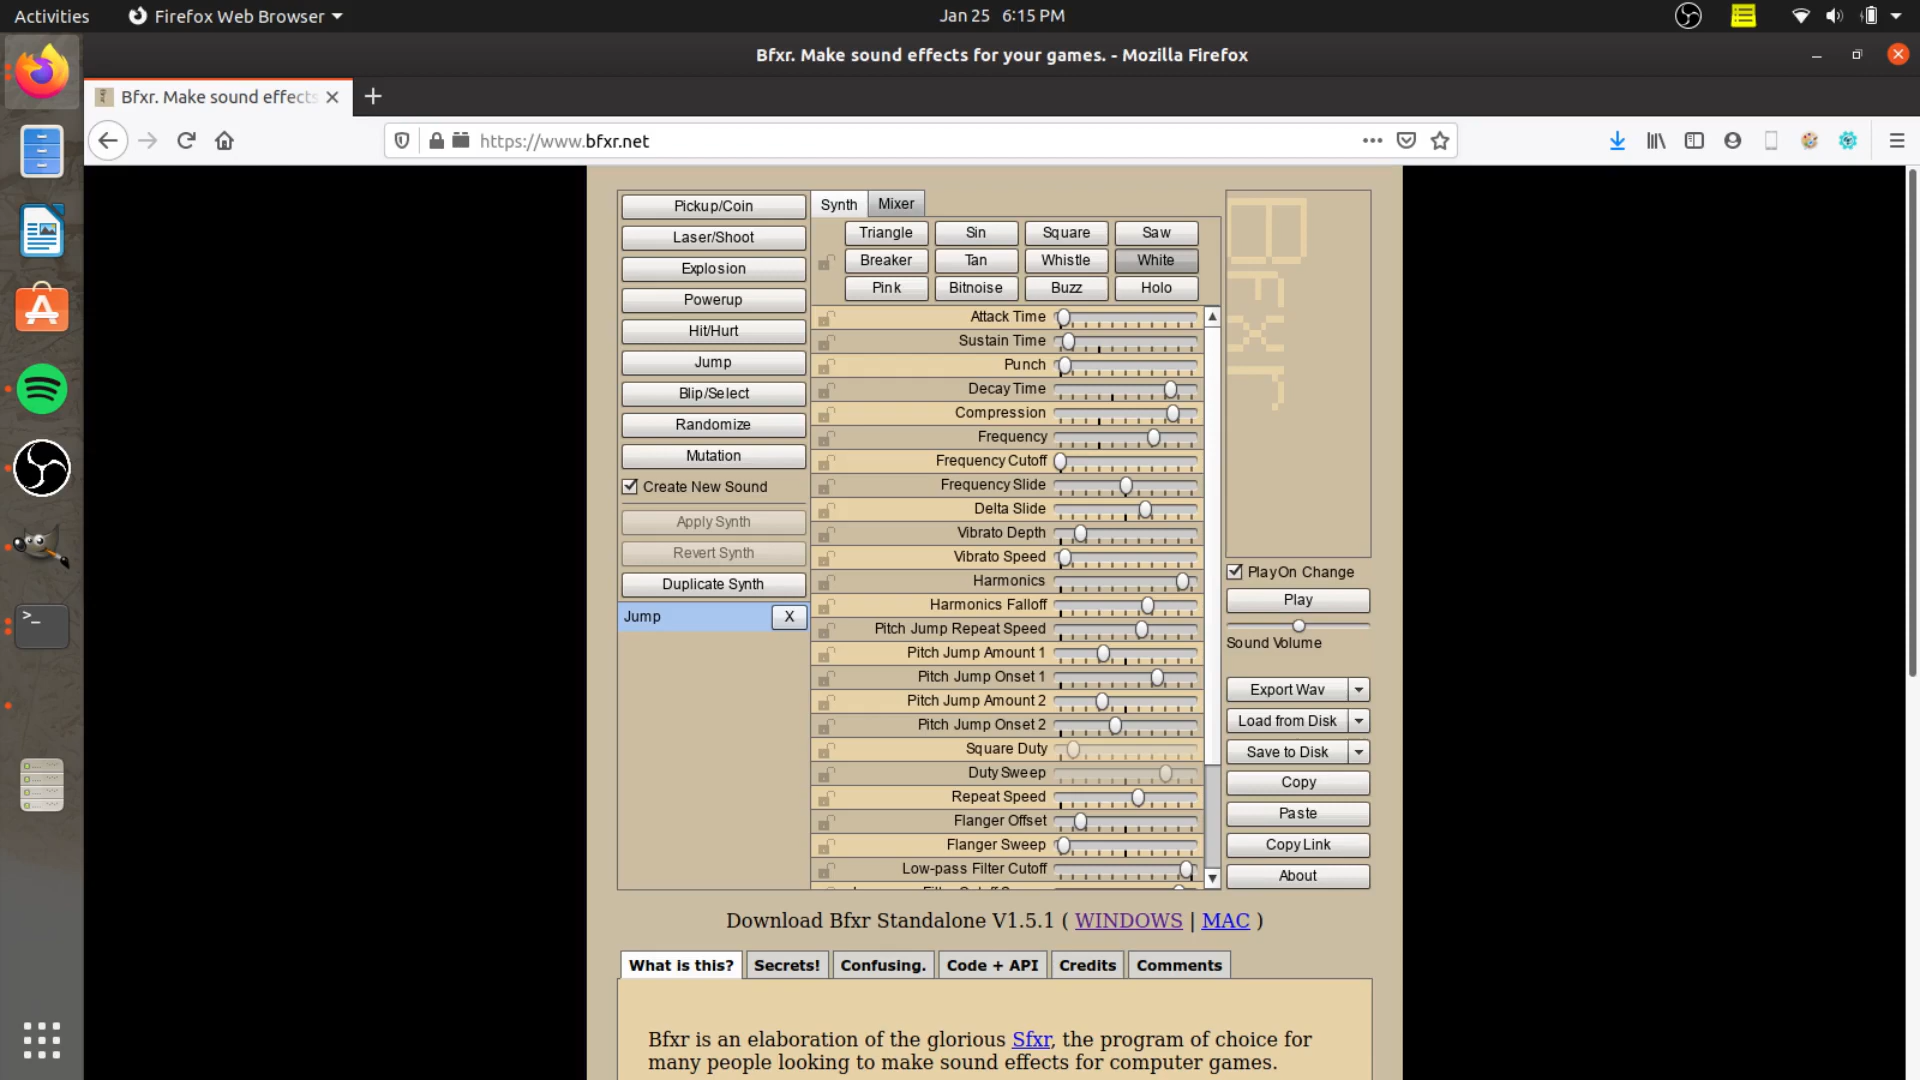 Activities
Firefox Web Browser
Jan 25 6:15 PM
Bfxr. Make sound effects for your games. - Mozilla Firefox
Bfxr. Make sound effects
https://www.bfxr.net
Pickup/Coin
Laser/Shoot
Explosion
Powerup
Hit/Hurt
Jump
Blip/Select
Randomize
Mutation
Create New Sound
Apply Synth
Revert Synth
Duplicate Synth
Jump X
Synth Mixer
Triangle Sin Square Saw
Breaker Tan Whistle White
Pink Bitnoise Buzz Holo
Attack Time
Sustain Time
Punch
Decay Time
Compression
Frequency
Frequency Cutoff
Frequency Slide
Delta Slide
Vibrato Depth
Vibrato Speed
Harmonics
Harmonics Falloff
Pitch Jump Repeat Speed
Pitch Jump Amount 1
Pitch Jump Onset 1
Pitch Jump Amount 2
Pitch Jump Onset 2
Square Duty
Duty Sweep
Repeat Speed
Flanger Offset
Flanger Sweep
Low-pass Filter Cutoff
Bfxr
Play On Change
Play
Sound Volume
Export Wav
Load from Disk
Save to Disk
Copy
Paste
Copy Link
About
Download Bfxr Standalone V1.5.1 ( WINDOWS | MAC )
What is this? Secrets! Confusing. Code + API Credits Comments
Bfxr is an elaboration of the glorious Sfxr, the program of choice for
many people looking to make sound effects for computer games.